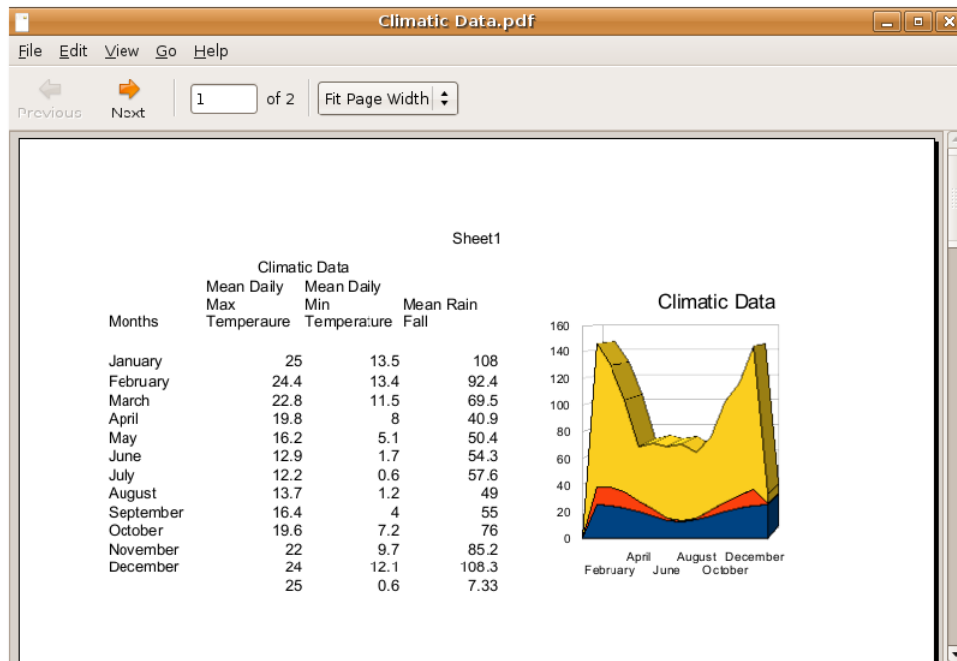 Climatic Data.pdf
File Edit View Go Help
Previous Next 1 of 2 Fit Page Width
Sheet1
Climatic Data
Mean Daily Mean Daily
Max Min Mean Rain
Months Temperaure Temperature Fall
January 25 13.5 108
February 24.4 13.4 92.4
March 22.8 11.5 69.5
April 19.8 8 40.9
May 16.2 5.1 50.4
June 12.9 1.7 54.3
July 12.2 0.6 57.6
August 13.7 1.2 49
September 16.4 4 55
October 19.6 7.2 76
November 22 9.7 85.2
December 24 12.1 108.3
25 0.6 7.33
Climatic Data
160
140
120
100
80
60
40
20
0
April August December
February June October